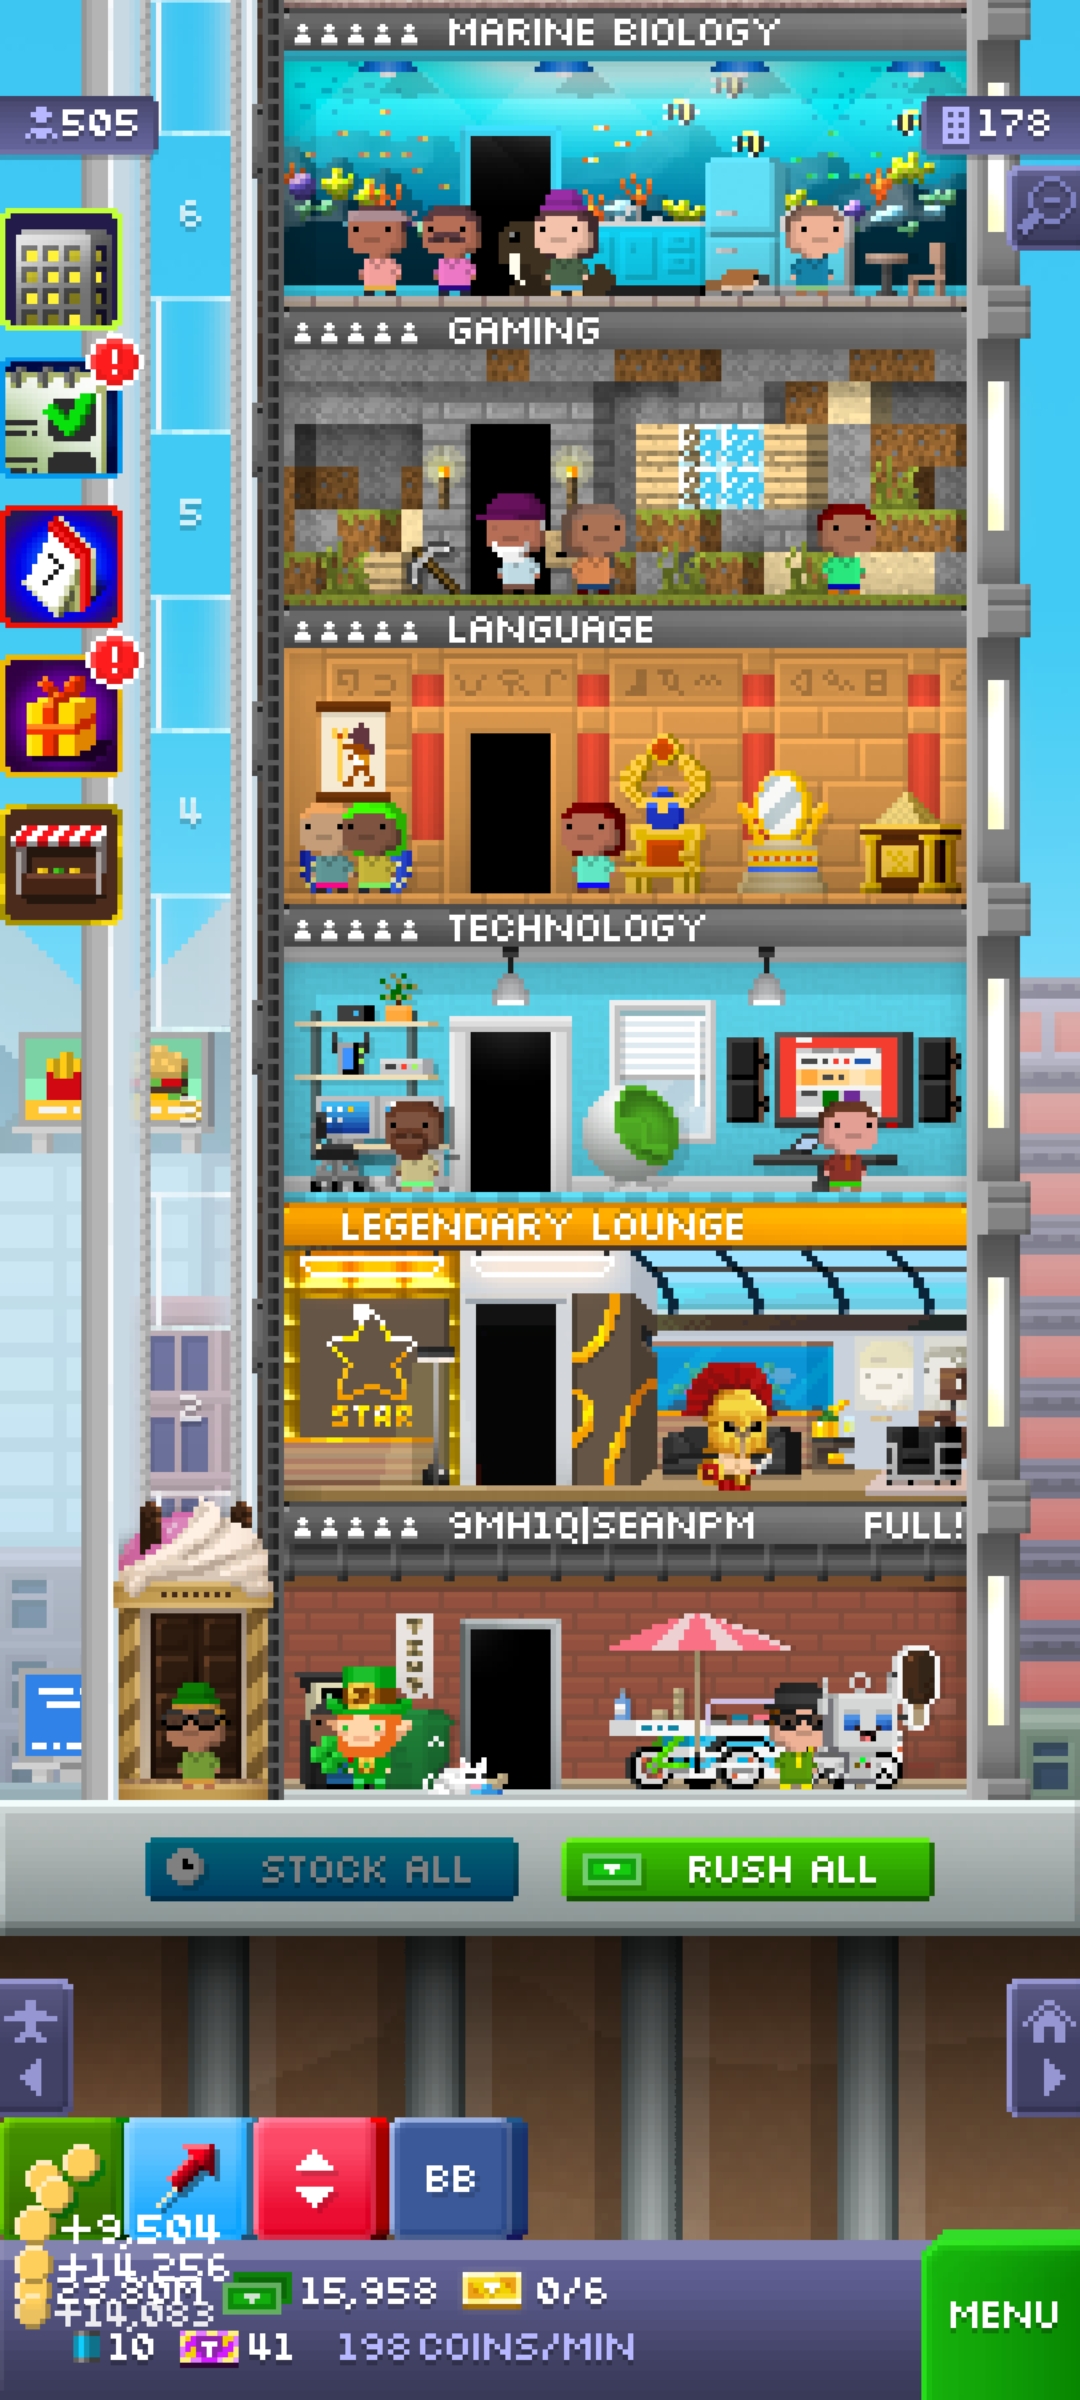 MARINE BIOLOGY
505
178
6
GAMING
5
7
LANGUAGE
4
TECHNOLOGY
LEGENDARY LOUNGE
STAR
2
9MH1Q|SEANPM FULL!
STOCK ALL
RUSH ALL
BB
+9,504
+14,256
23.80M
15,958
0/6
+14,083
MENU
10
41
198 COINS/MIN